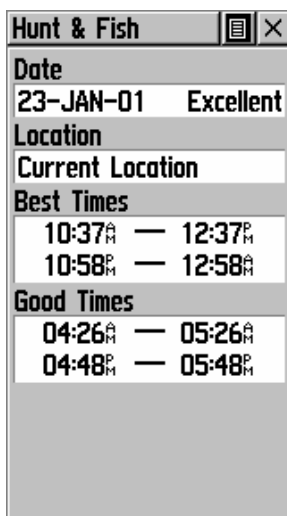 Hunt & Fish
Date
23-JAN-01 Excellent
Location
Current Location
Best Times
10:37AM — 12:37PM
10:58PM — 12:58AM
Good Times
04:26AM — 05:26AM
04:48PM — 05:48PM